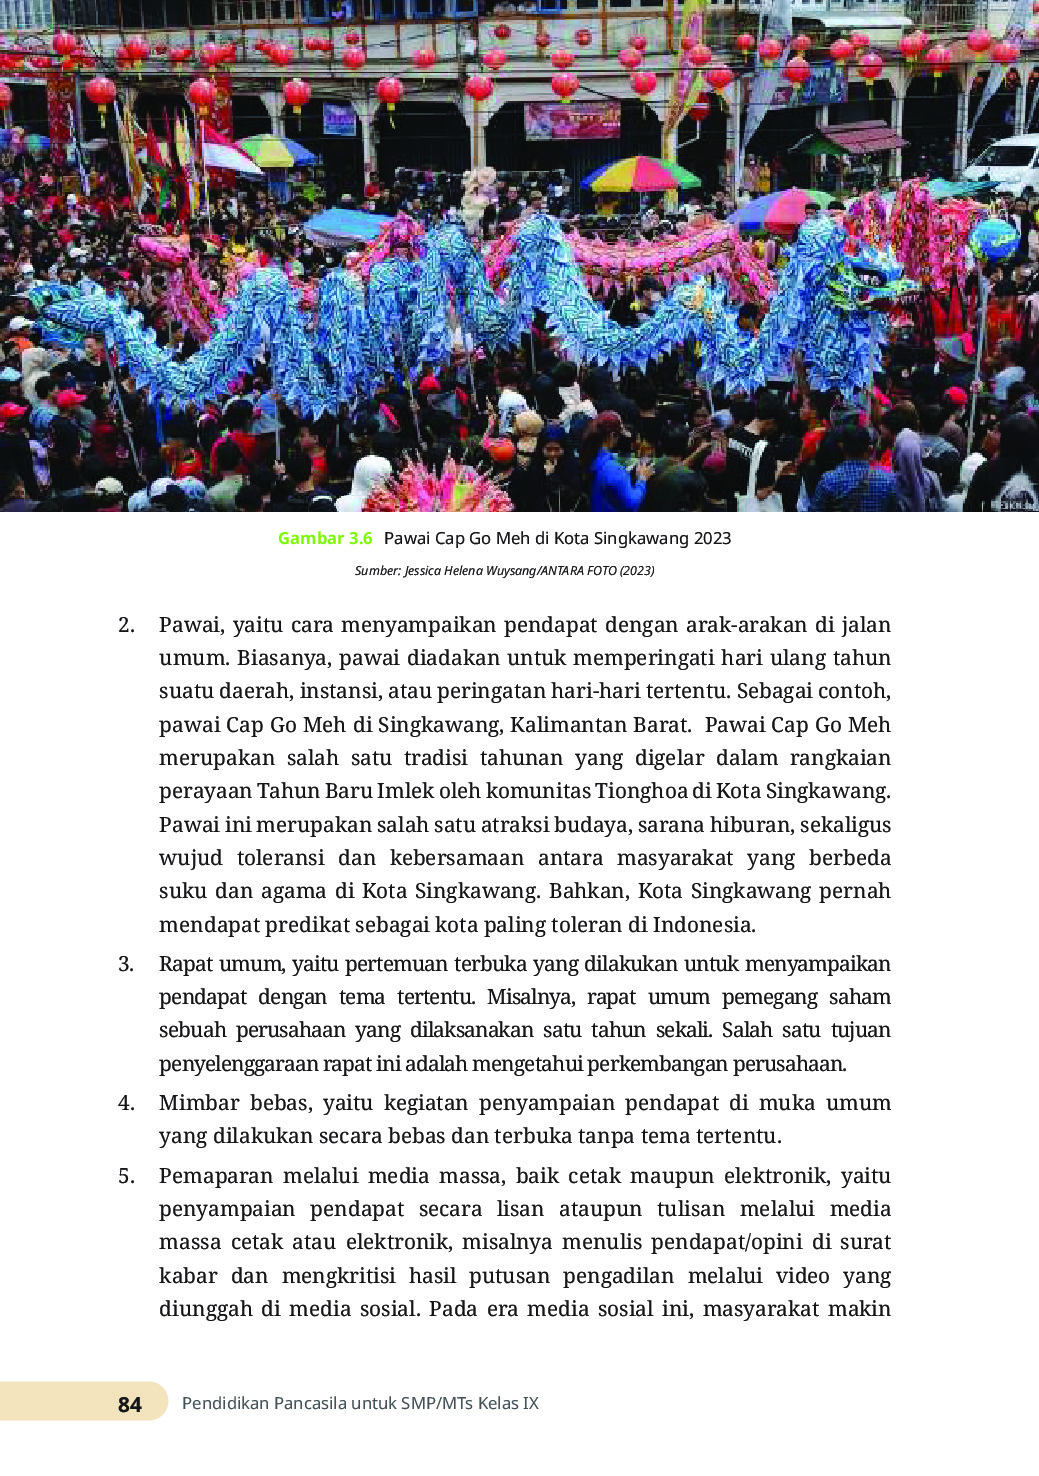 Gambar 3.6 Pawai Cap Go Meh di Kota Singkawang 2023
Sumber: Jessica Helena Wuysang/ANTARA FOTO (2023)
2. Pawai, yaitu cara menyampaikan pendapat dengan arak-arakan di jalan
umum. Biasanya, pawai diadakan untuk memperingati hari ulang tahun
suatu daerah, instansi, atau peringatan hari-hari tertentu. Sebagai contoh,
pawai Cap Go Meh di Singkawang, Kalimantan Barat. Pawai Cap Go Meh
merupakan salah satu tradisi tahunan yang digelar dalam rangkaian
perayaan Tahun Baru Imlek oleh komunitas Tionghoa di Kota Singkawang.
Pawai ini merupakan salah satu atraksi budaya, sarana hiburan, sekaligus
wujud toleransi dan kebersamaan antara masyarakat yang berbeda
suku dan agama di Kota Singkawang. Bahkan, Kota Singkawang pernah
mendapat predikat sebagai kota paling toleran di Indonesia.
3. Rapat umum, yaitu pertemuan terbuka yang dilakukan untuk menyampaikan
pendapat dengan tema tertentu. Misalnya, rapat umum pemegang saham
sebuah perusahaan yang dilaksanakan satu tahun sekali. Salah satu tujuan
penyelenggaraan rapat ini adalah mengetahui perkembangan perusahaan.
4. Mimbar bebas, yaitu kegiatan penyampaian pendapat di muka umum
yang dilakukan secara bebas dan terbuka tanpa tema tertentu.
5. Pemaparan melalui media massa, baik cetak maupun elektronik, yaitu
penyampaian pendapat secara lisan ataupun tulisan melalui media
massa cetak atau elektronik, misalnya menulis pendapat/opini di surat
kabar dan mengkritisi hasil putusan pengadilan melalui video yang
diunggah di media sosial. Pada era media sosial ini, masyarakat makin
84 Pendidikan Pancasila untuk SMP/MTs Kelas IX